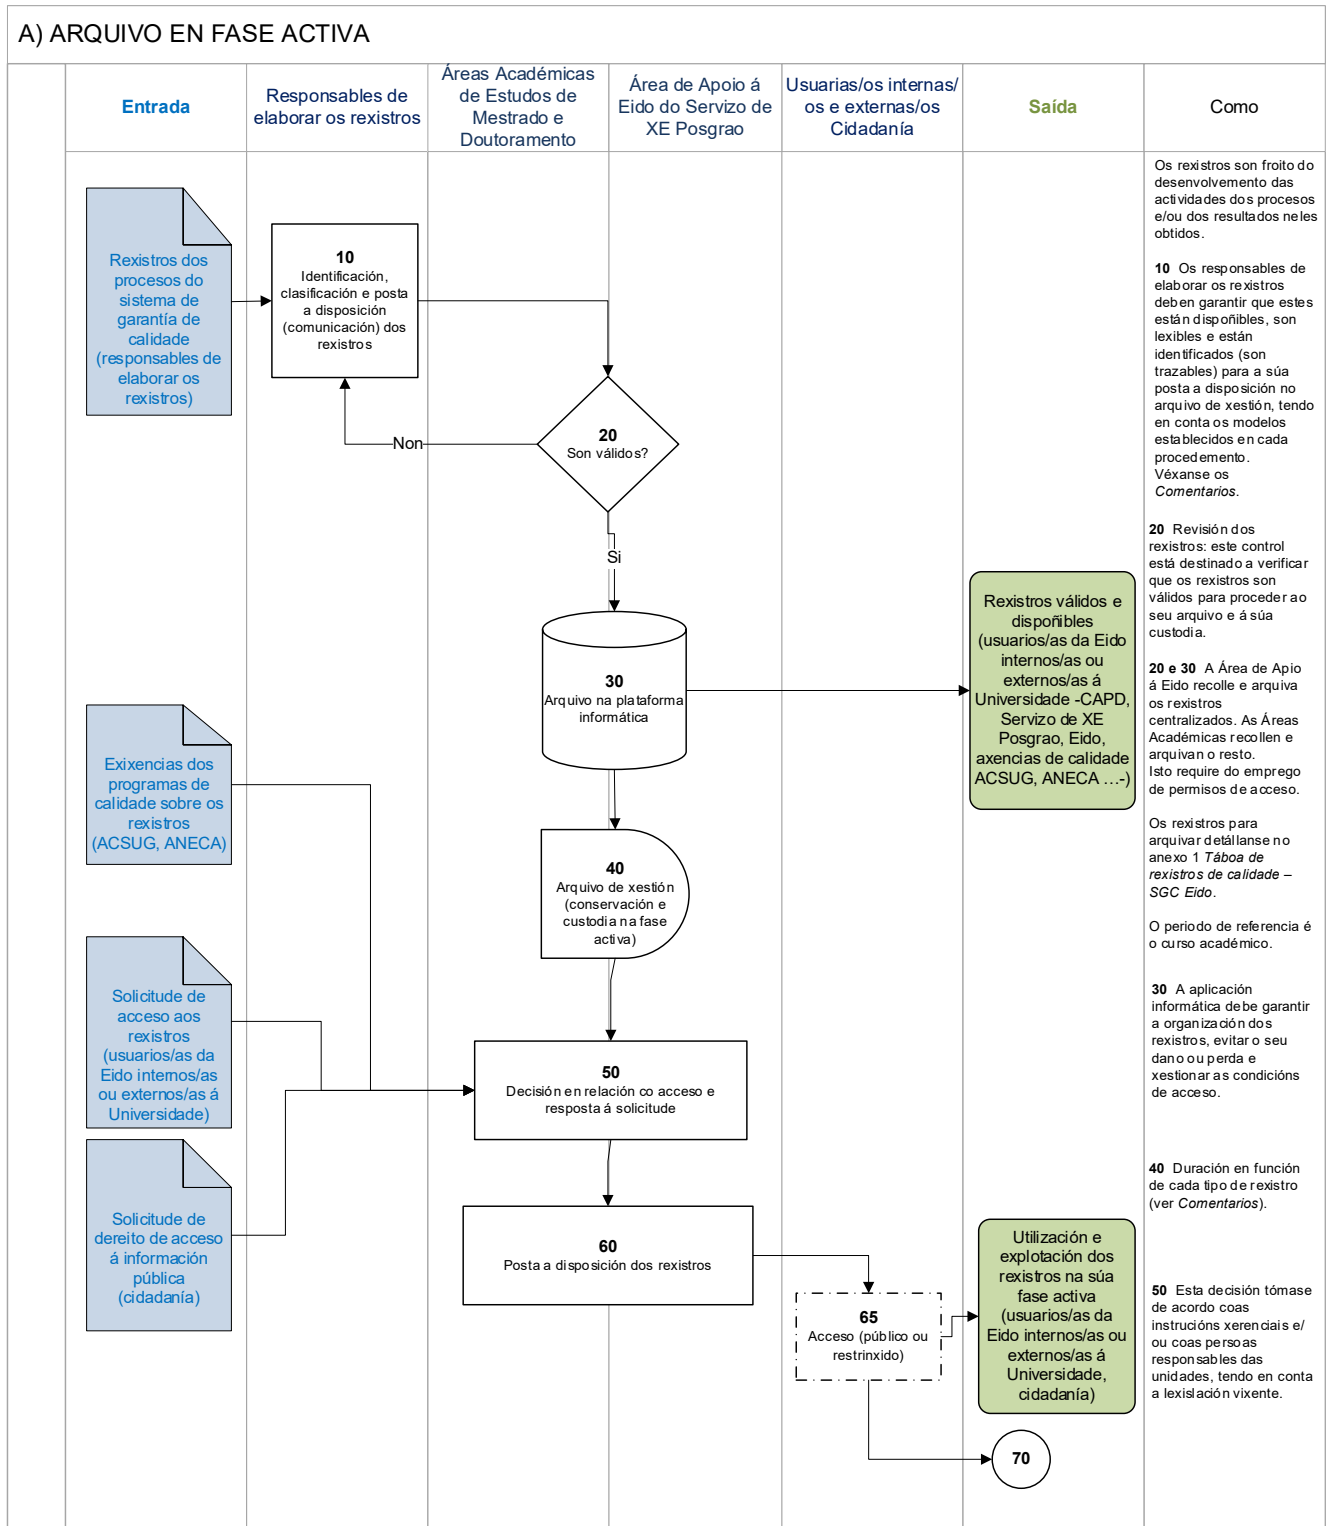 A) ARQUIVO EN FASE ACTIVA
Entrada
Responsables de
elaborar os rexistros
Áreas Académicas
de Estudos de
Mestrado e
Doutoramento
Área de Apoio á
Eido do Servizo de
XE Posgrao
Usuarias/os internas/
os e externas/os
Cidadanía
Saída
Como
Rexistros dos
procesos do
sistema de
garantía de
calidade
(responsables de
elaborar os
rexistros)
10
Identificación,
clasificación e posta
a disposición
(comunicación) dos
rexistros
20
Son válidos?
Non
Si
30
Arquivo na plataforma
informática
Rexistros válidos e
dispoñibles
(usuarios/as da Eido
internos/as ou
externos/as á
Universidade -CAPD,
Servizo de XE
Posgrao, Eido,
axencias de calidade
ACSUG, ANECA …-)
Exixencias dos
programas de
calidade sobre os
rexistros
(ACSUG, ANECA)
40
Arquivo de xestión
(conservación e
custodia na fase
activa)
Solicitude de
acceso aos
rexistros
(usuarios/as da
Eido internos/as
ou externos/as á
Universidade)
50
Decisión en relación co acceso e
resposta á solicitude
Solicitude de
dereito de acceso
á información
pública
(cidadanía)
60
Posta a disposición dos rexistros
65
Acceso (público ou
restrinxido)
Utilización e
explotación dos
rexistros na súa
fase activa
(usuarios/as da
Eido internos/as ou
externos/as á
Universidade,
cidadanía)
70
Os rexistros son froito do
desenvolvemento das
actividades dos procesos
e/ou dos resultados neles
obtidos.
10 Os responsables de
elaborar os rexistros
deben garantir que estes
están dispoñibles, son
lexibles e están
identificados (son
trazables) para a súa
posta a disposición no
arquivo de xestión, tendo
en conta os modelos
establecidos en cada
procedemento.
Véxanse os
Comentarios.
20 Revisión dos
rexistros: este control
está destinado a verificar
que os rexistros son
válidos para proceder ao
seu arquivo e á súa
custodia.
20 e 30 A Área de Apio
á Eido recolle e arquiva
os rexistros
centralizados. As Áreas
Académicas recollen e
arquivan o resto.
Isto require do emprego
de permisos de acceso.
Os rexistros para
arquivar detállanse no
anexo 1 Táboa de
rexistros de calidade –
SGC Eido.
O periodo de referencia é
o curso académico.
30 A aplicación
informática debe garantir
a organización dos
rexistros, evitar o seu
dano ou perda e
xestionar as condicións
de acceso.
40 Duración en función
de cada tipo de rexistro
(ver Comentarios).
50 Esta decisión tómase
de acordo coas
instrucións xerenciais e/
ou coas persoas
responsables das
unidades, tendo en conta
a lexislación vixente.